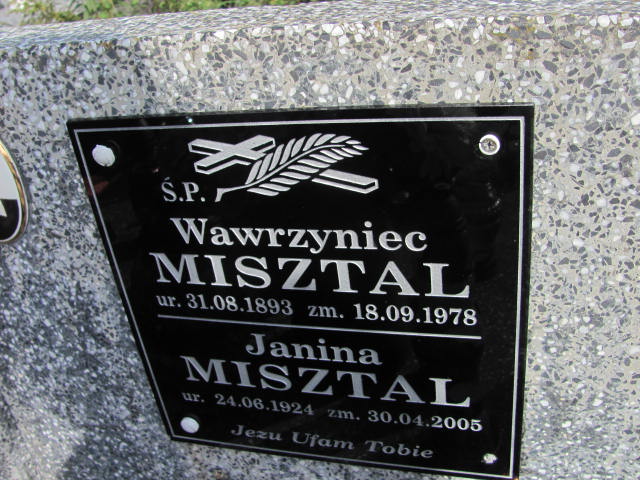 Ś.P.
Wawrzyniec
MISZTAL
ur. 31.08.1893 zm. 18.09.1978
Janina
MISZTAL
ur. 24.06.1924 zm. 30.04.2005
Jezu Ufam Tobie